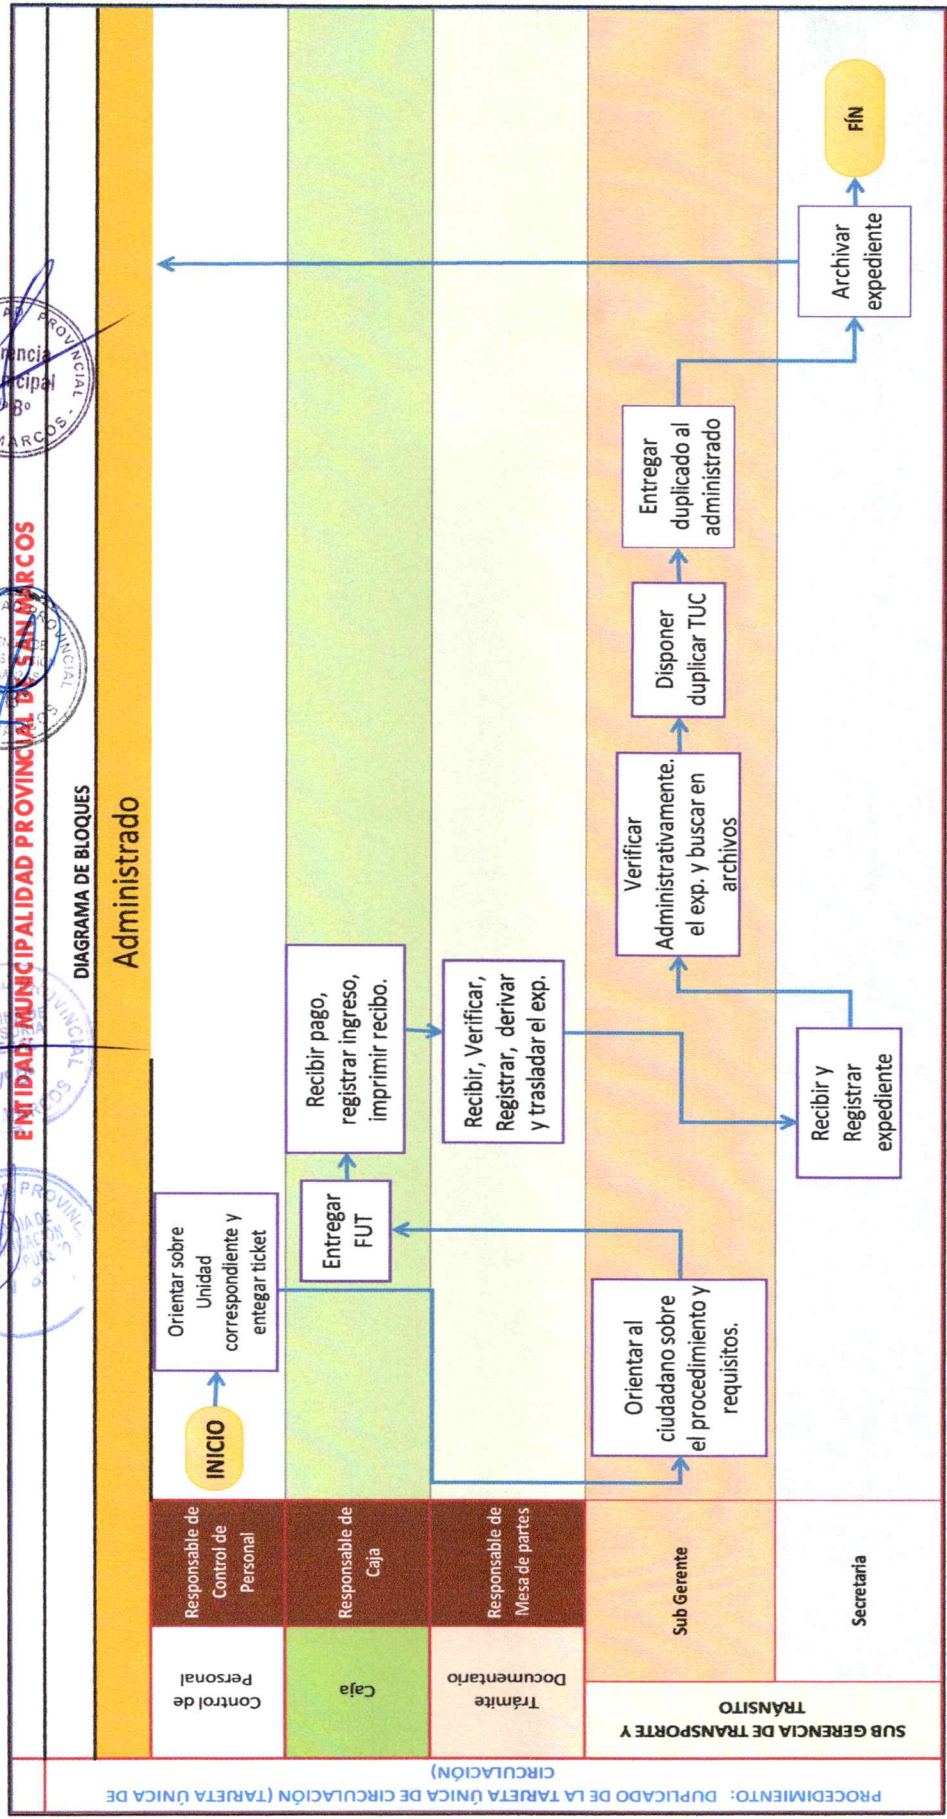 ENTIDAD: MUNICIPALIDAD PROVINCIAL DE SAN MARCOS
DIAGRAMA DE BLOQUES
Administrado
PROCEDIMIENTO: DUPLICADO DE LA TARJETA ÚNICA DE CIRCULACIÓN (TARJETA ÚNICA DE
CIRCULACIÓN)
Control de
Personal
Responsable de
Control de
Personal
INICIO
Orientar sobre
Unidad
correspondiente y
entegar ticket
Caja
Responsable de
Caja
Entregar
FUT
Recibir pago,
registrar ingreso,
imprimir recibo.
Trámite
Documentario
Responsable de
Mesa de partes
Recibir, Verificar,
Registrar, derivar
y trasladar el exp.
SUB GERENCIA DE TRANSPORTE Y
TRÁNSITO
Sub Gerente
Orientar al
ciudadano sobre
el procedimiento y
requisitos.
Verificar
Administrativamente.
el exp. y buscar en
archivos
Disponer
duplicar TUC
Entregar
duplicado al
administrado
Secretaria
Recibir y
Registrar
expediente
Archivar
expediente
FÍN
PROVINCIAL
MARCOS
PROVINCIAL
PROVINCIAL